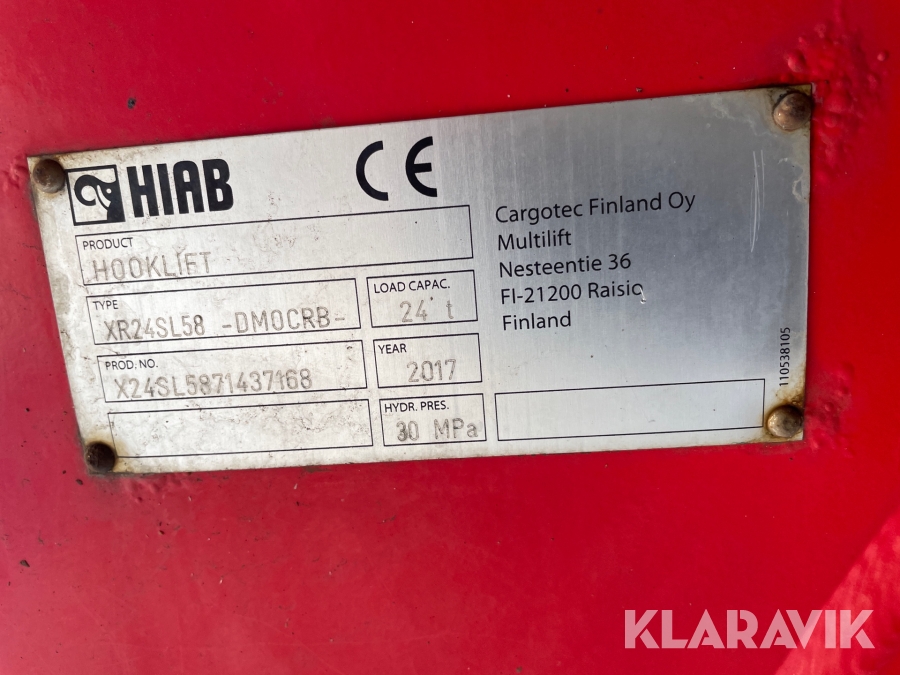 HIAB
CE
PRODUCT
HOOKLIFT
TYPE
XR24SL58 -DMOCRB-
LOAD CAPAC.
24 t
PROD. NO.
X24SL5871437168
YEAR
2017
HYDR. PRES.
30 MPa
Cargotec Finland Oy
Multilift
Nesteentie 36
FI-21200 Raisio
Finland
110538105
KLARAVIK